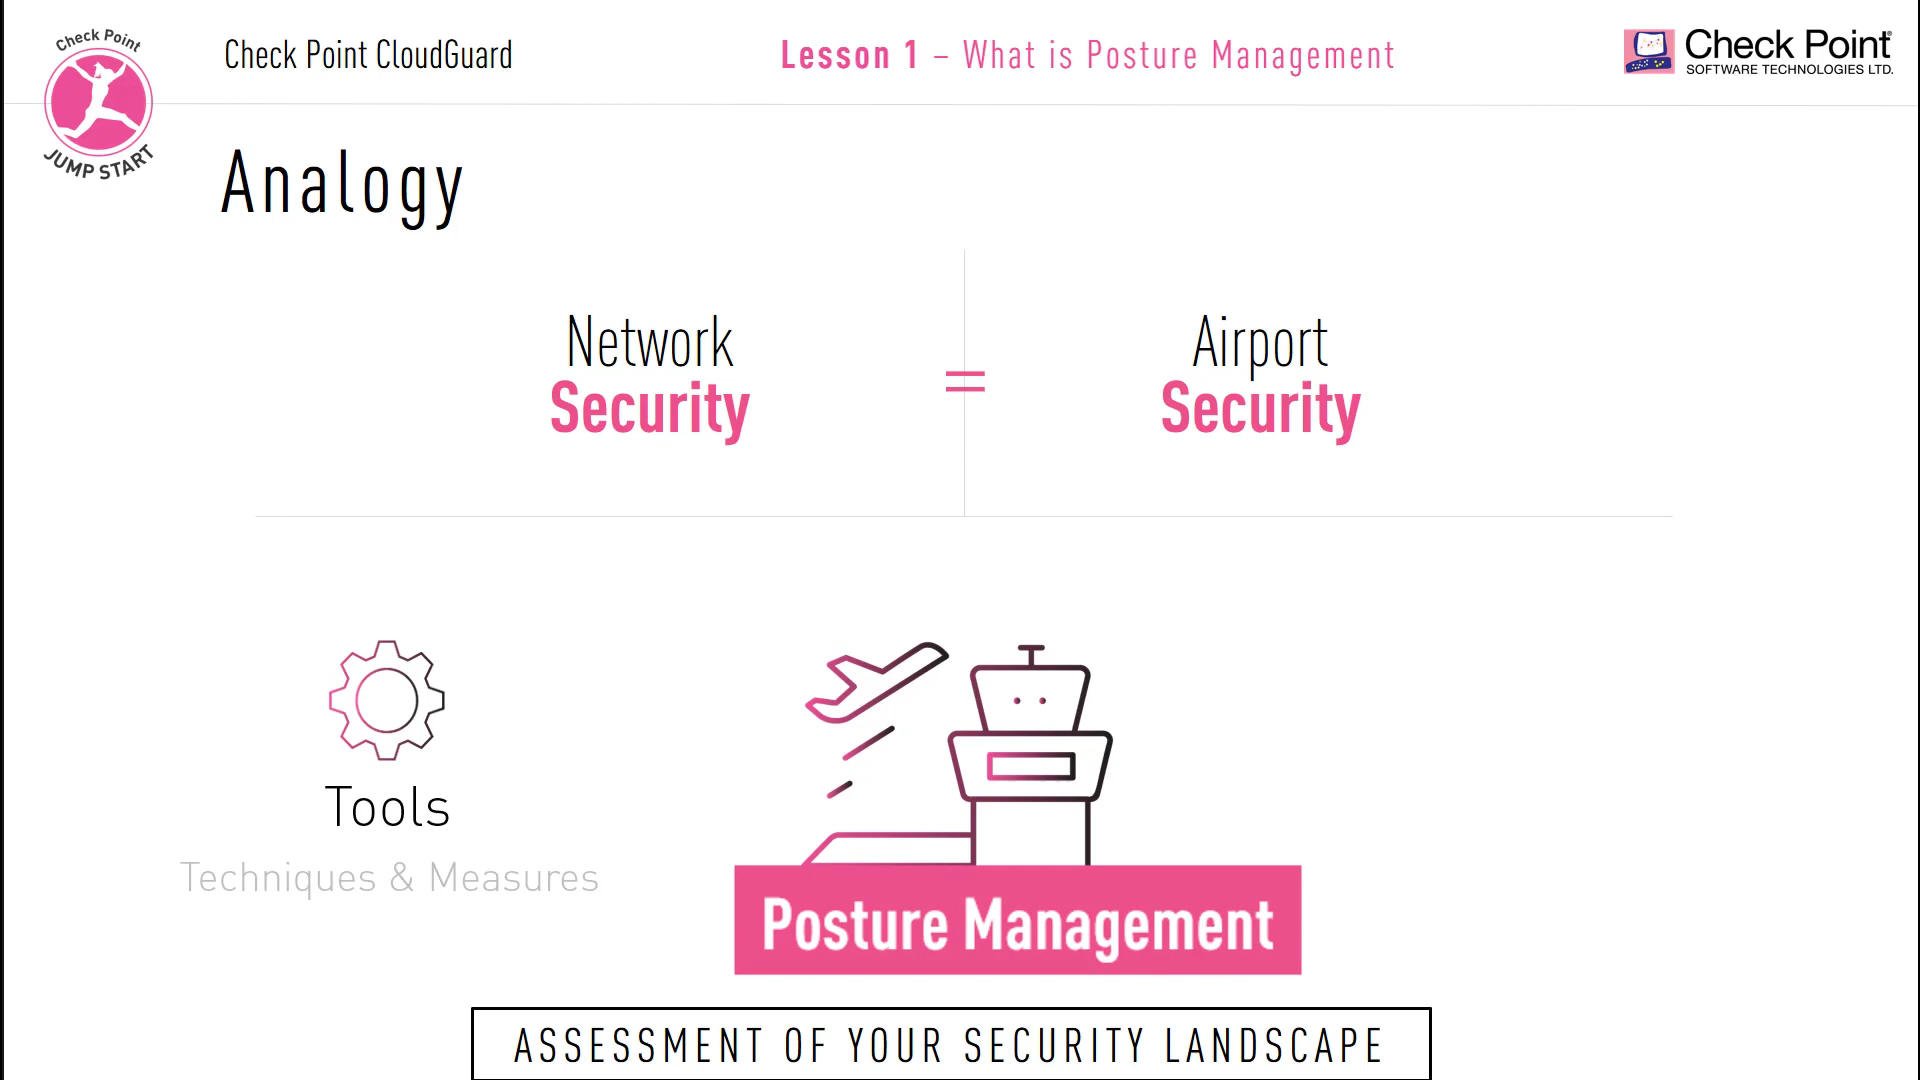 Check Point
JUMP START
Check Point CloudGuard
Lesson 1 – What is Posture Management
Check Point®
SOFTWARE TECHNOLOGIES LTD.
Analogy
Network
Security
=
Airport
Security
Tools
Techniques & Measures
Posture Management
ASSESSMENT OF YOUR SECURITY LANDSCAPE